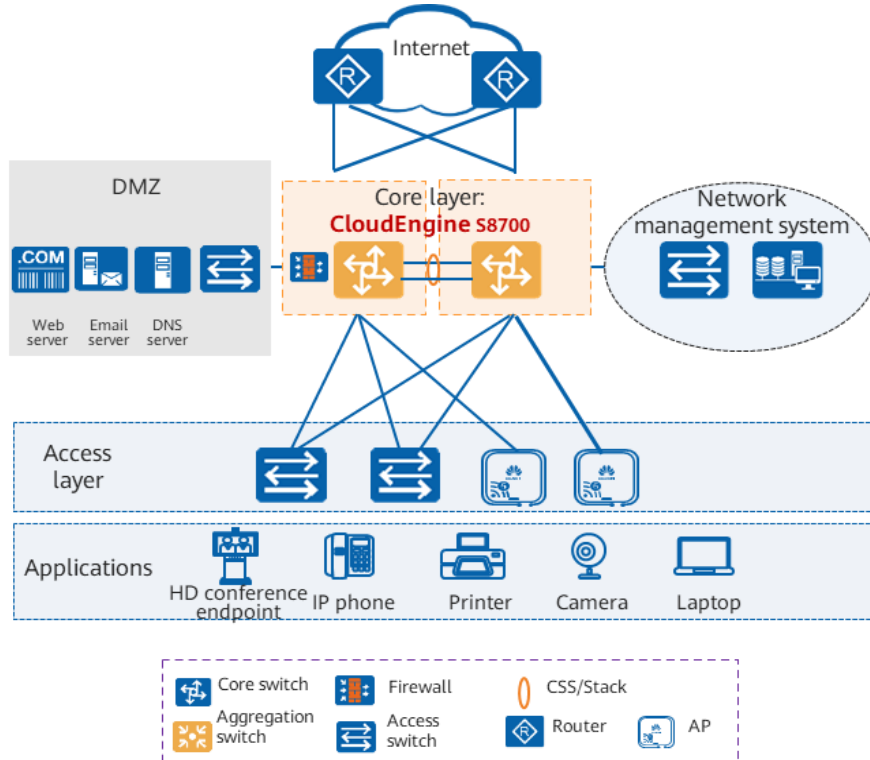 Internet
R
R
DMZ
.COM
Web
server
Email
server
DNS
server
Core layer:
CloudEngine S8700
Network
management system
Access
layer
Applications
HD conference
endpoint
IP phone
Printer
Camera
Laptop
Core switch
Firewall
CSS/Stack
Aggregation
switch
Access
switch
R
Router
AP